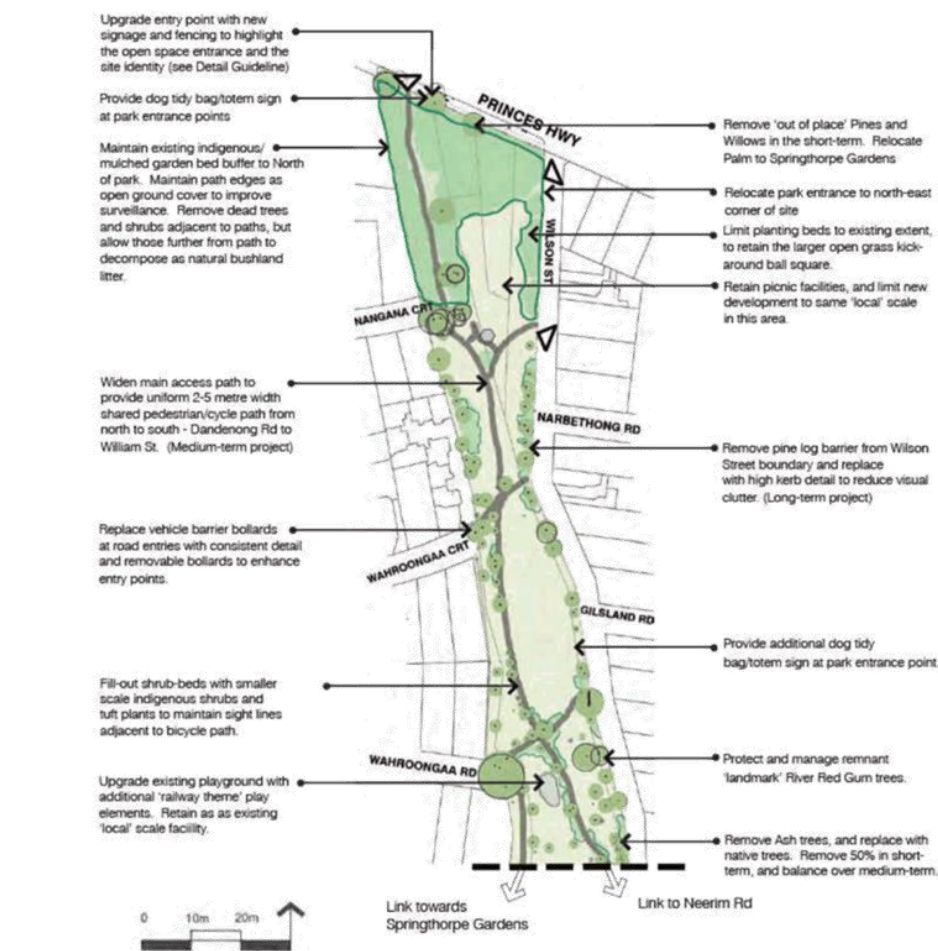 Upgrade entry point with new
signage and fencing to highlight
the open space entrance and the
site identity (see Detail Guideline)
Provide dog tidy bag/totem sign
at park entrance points
Maintain existing indigenous/
mulched garden bed buffer to North
of park. Maintain path edges as
open ground cover to improve
surveillance. Remove dead trees
and shrubs adjacent to paths, but
allow those further from path to
decompose as natural bushland
litter.
Widen main access path to
provide uniform 2-5 metre width
shared pedestrian/cycle path from
north to south - Dandenong Rd to
William St. (Medium-term project)
Replace vehicle barrier bollards
at road entries with consistent detail
and removable bollards to enhance
entry points.
Fill-out shrub-beds with smaller
scale indigenous shrubs and
tuft plants to maintain sight lines
adjacent to bicycle path.
Upgrade existing playground with
additional 'railway theme' play
elements. Retain as as existing
'local' scale faciility.
PRINCES HWY
WILSON ST
NANGANA CRT
NARBETHONG RD
WAHROONGAA CRT
GILSLAND RD
WAHROONGAA RD
Remove 'out of place' Pines and
Willows in the short-term. Relocate
Palm to Springthorpe Gardens
Relocate park entrance to north-east
corner of site
Limit planting beds to existing extent,
to retain the larger open grass kick-
around ball square.
Retain picnic facilities, and limit new
development to same 'local' scale
in this area.
Remove pine log barrier from Wilson
Street boundary and replace
with high kerb detail to reduce visual
clutter. (Long-term project)
Provide additional dog tidy
bag/totem sign at park entrance point
Protect and manage remnant
'landmark' River Red Gum trees.
Remove Ash trees, and replace with
native trees. Remove 50% in short-
term, and balance over medium-term.
0 10m 20m
Link towards
Springthorpe Gardens
Link to Neerim Rd